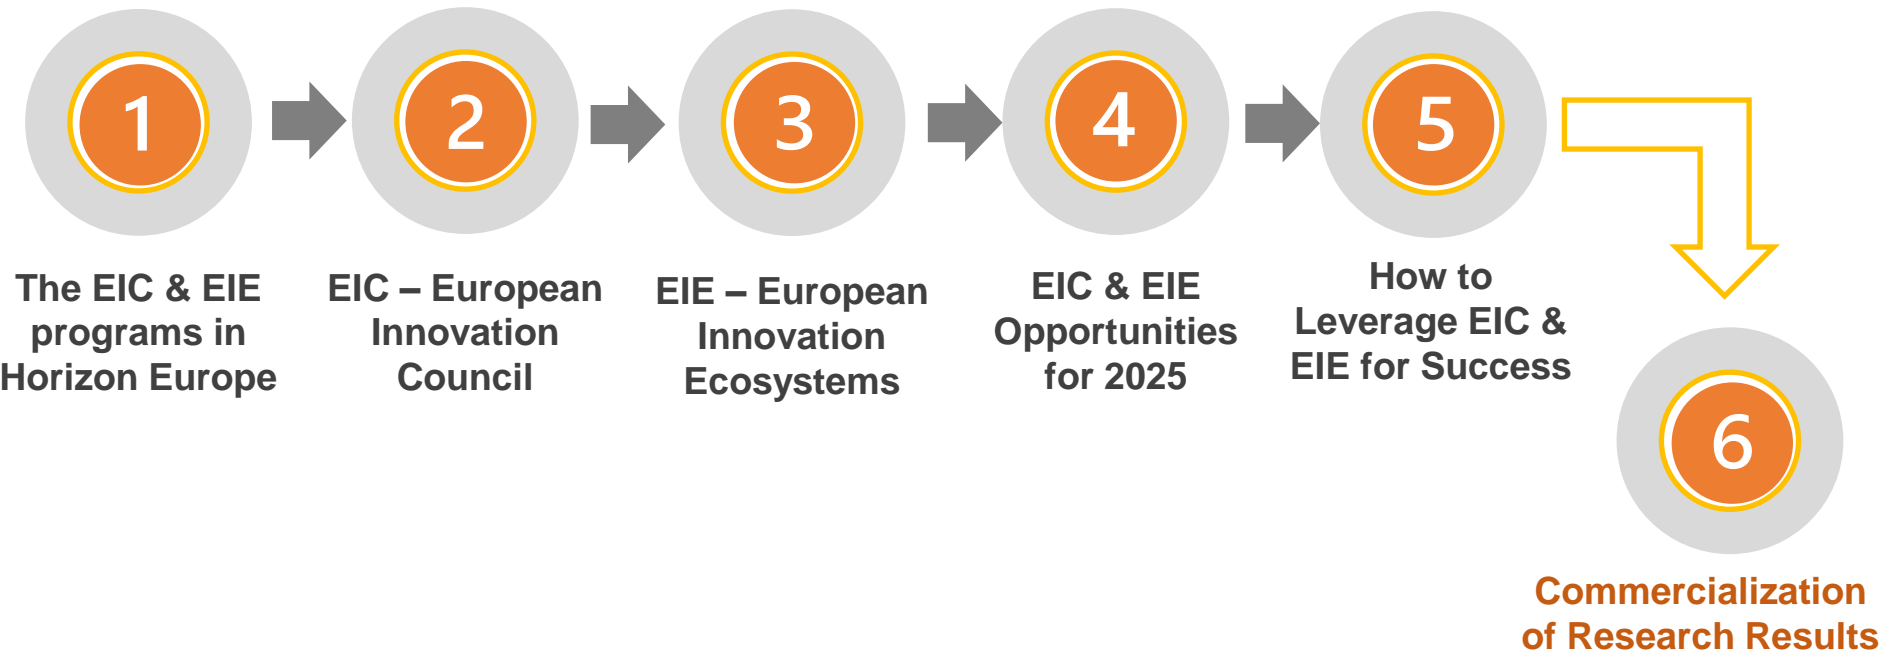 1
The EIC & EIE
programs in
Horizon Europe
2
EIC – European
Innovation
Council
3
EIE – European
Innovation
Ecosystems
4
EIC & EIE
Opportunities
for 2025
5
How to
Leverage EIC &
EIE for Success
6
Commercialization
of Research Results